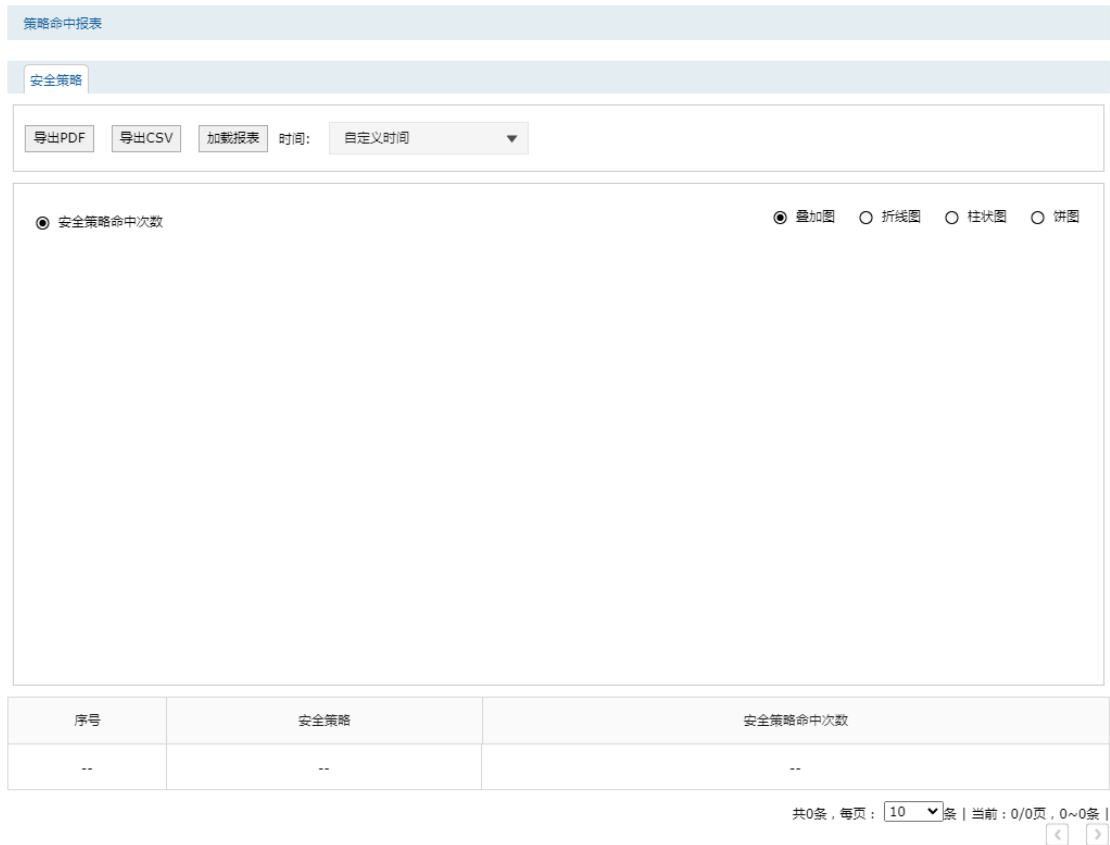 策略命中报表
安全策略
导出PDF 导出CSV 加载报表 时间: 自定义时间
安全策略命中次数 叠加图 折线图 柱状图 饼图
序号 安全策略 安全策略命中次数
-- -- --
共0条，每页： 10 条 | 当前：0/0页，0~0条 |